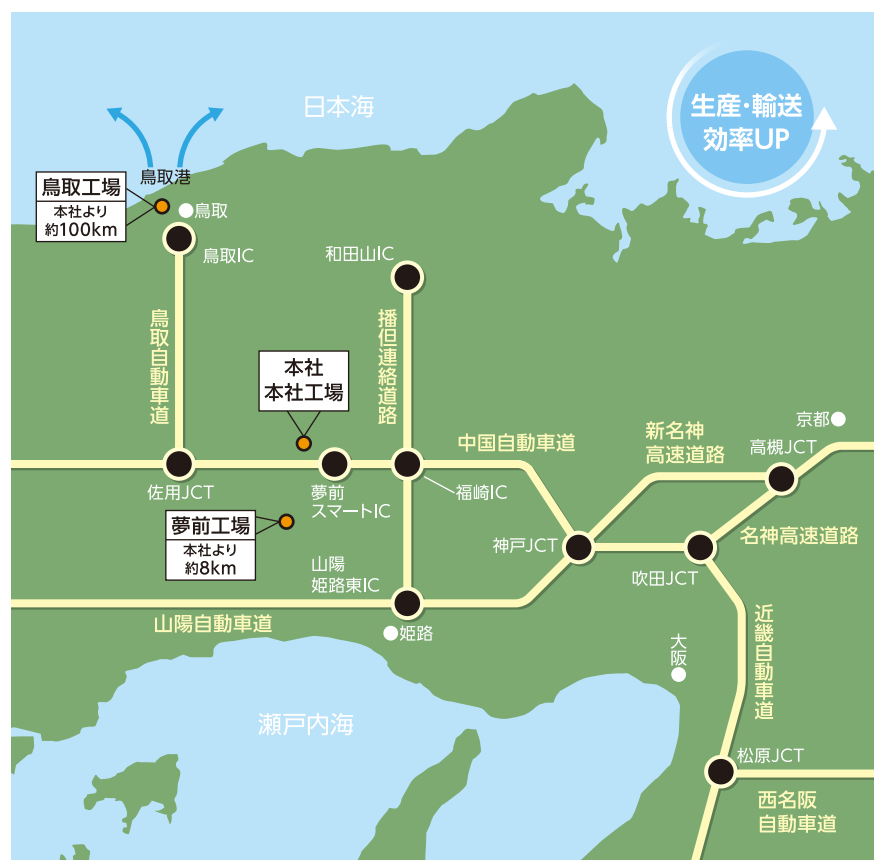 日本海
生産・輸送
効率UP
鳥取港
鳥取工場
本社より
約100km
鳥取
鳥取IC
和田山IC
鳥取自動車道
播但連絡道路
本社
本社工場
中国自動車道
新名神
高速道路
京都
高槻JCT
佐用JCT
夢前
スマートIC
福崎IC
夢前工場
本社より
約8km
神戸JCT
名神高速道路
吹田JCT
山陽
姫路東IC
山陽自動車道
姫路
大阪
近畿自動車道
瀬戸内海
松原JCT
西名阪
自動車道